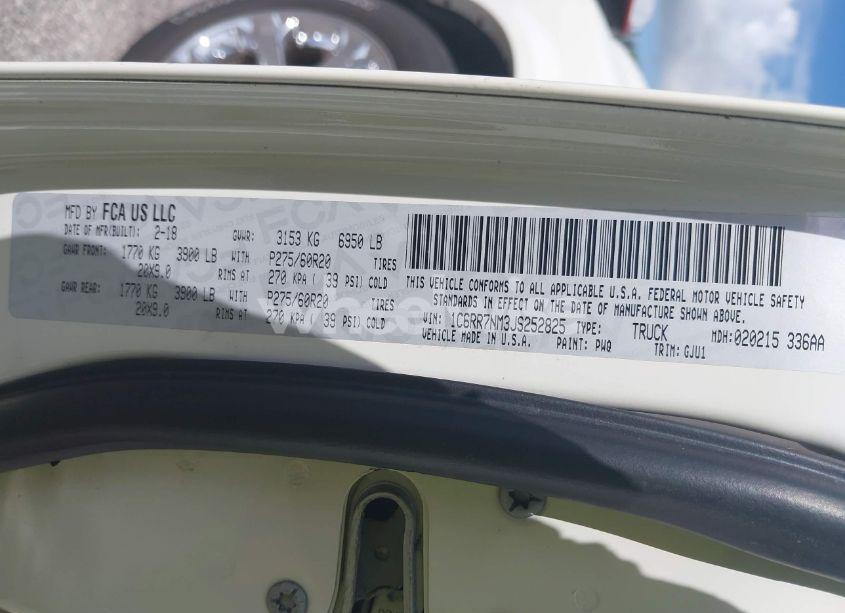 MFD BY FCA US LLC
DATE OF MFR(BUILT): 2-18 GVWR: 3153 KG 6950 LB
GAWR FRONT: 1770 KG 3900 LB WITH P275/60R20 TIRES
20X9.0 RIMS AT 270 KPA ( 39 PSI) COLD
GAWR REAR: 1770 KG 3900 LB WITH P275/60R20 TIRES
20X9.0 RIMS AT 270 KPA ( 39 PSI) COLD
THIS VEHICLE CONFORMS TO ALL APPLICABLE U.S.A. FEDERAL MOTOR VEHICLE SAFETY
STANDARDS IN EFFECT ON THE DATE OF MANUFACTURE SHOWN ABOVE.
VIN: 1C6RR7NM3JS252825 TYPE: TRUCK MDH:020215 336AA
VEHICLE MADE IN U.S.A. PAINT: PWQ TRIM: GJU1